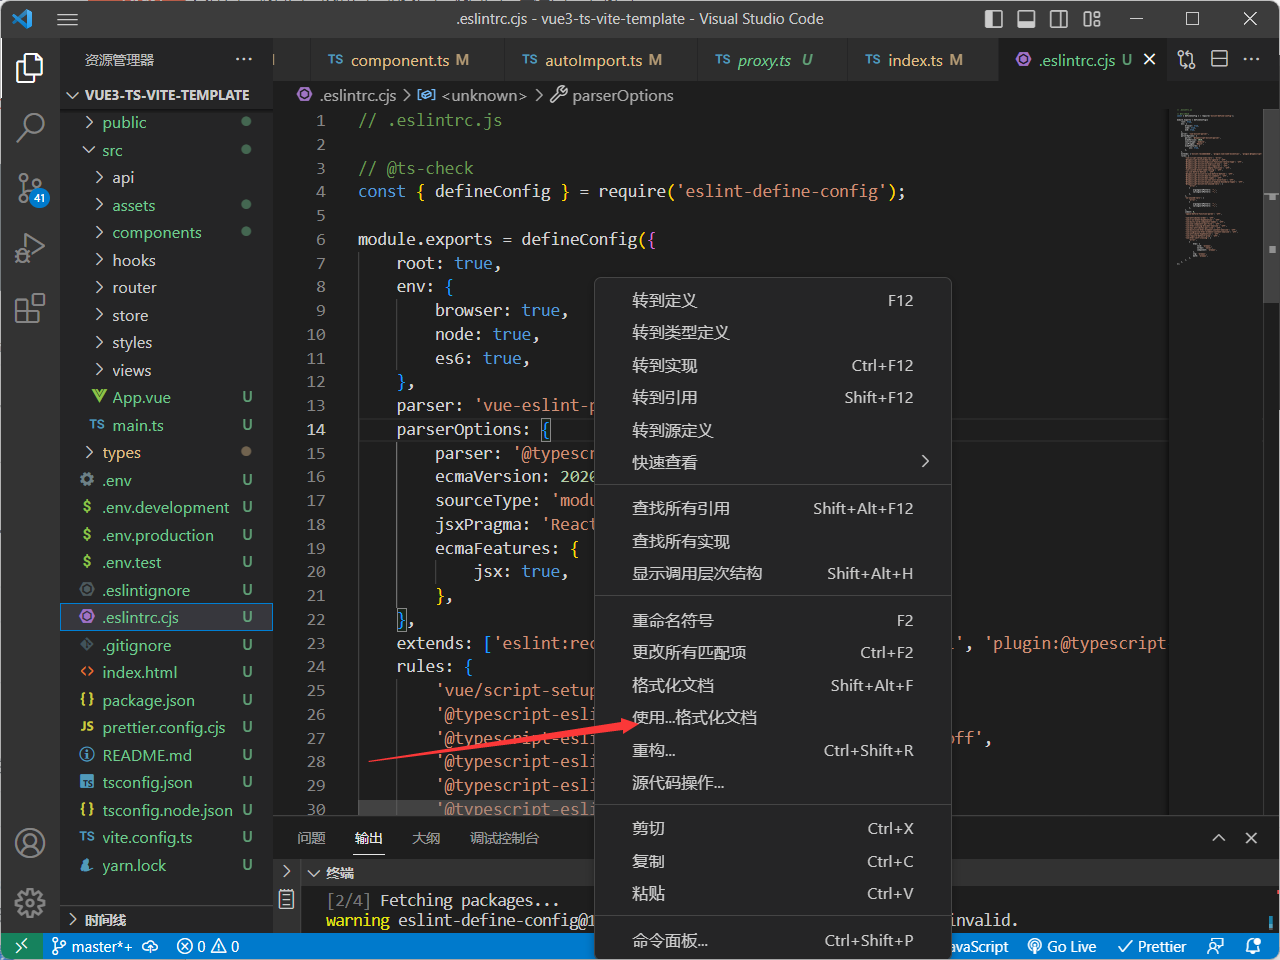 .eslintrc.cjs - vue3-ts-vite-template - Visual Studio Code
资源管理器 ···
TS component.ts M
TS autoImport.ts M
TS proxy.ts U
TS index.ts M
.eslintrc.cjs U
VUE3-TS-VITE-TEMPLATE
.eslintrc.cjs > <unknown> > parserOptions
public
src
api
assets
components
hooks
router
store
styles
views
App.vue U
TS main.ts U
types
.env U
$ .env.development U
$ .env.production U
$ .env.test U
.eslintignore U
.eslintrc.cjs U
.gitignore U
<> index.html U
{} package.json U
JS prettier.config.cjs U
README.md U
TS tsconfig.json U
{} tsconfig.node.json U
TS vite.config.ts U
yarn.lock U
时间线
41
1 // .eslintrc.js
2
3 // @ts-check
4 const { defineConfig } = require('eslint-define-config');
5
6 module.exports = defineConfig({
7 root: true,
8 env: {
9 browser: true,
10 node: true,
11 es6: true,
12 },
13 parser: 'vue-eslint-p
14 parserOptions: {
15 parser: '@typesc
16 ecmaVersion: 2020
17 sourceType: 'modu
18 jsxPragma: 'React
19 ecmaFeatures: {
20 jsx: true,
21 },
22 },
23 extends: ['eslint:rec ', 'plugin:@typescript
24 rules: {
25 'vue/script-setup
26 '@typescript-esli
27 '@typescript-esli off',
28 '@typescript-esli
29 '@typescript-esli
30 '@typescript-esli
转到定义 F12
转到类型定义
转到实现 Ctrl+F12
转到引用 Shift+F12
转到源定义
快速查看
查找所有引用 Shift+Alt+F12
查找所有实现
显示调用层次结构 Shift+Alt+H
重命名符号 F2
更改所有匹配项 Ctrl+F2
格式化文档 Shift+Alt+F
使用...格式化文档
重构... Ctrl+Shift+R
源代码操作...
剪切 Ctrl+X
复制 Ctrl+C
粘贴 Ctrl+V
命令面板... Ctrl+Shift+P
问题 输出 大纲 调试控制台
终端
[2/4] Fetching packages...
warning eslint-define-config@1 invalid.
master*+ 0 0 avaScript Go Live Prettier